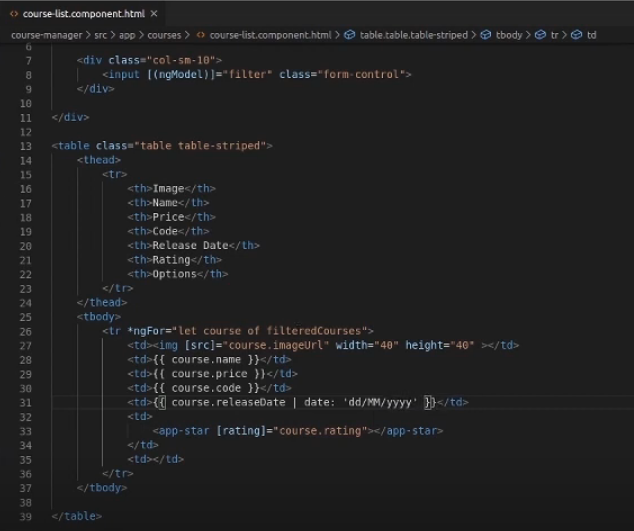 course-list.component.html ×
course-manager > src > app > courses > course-list.component.html > table.table.table-striped > tbody > tr > td
6
7 <div class="col-sm-10">
8 <input [(ngModel)]="filter" class="form-control">
9 </div>
10
11 </div>
12
13 <table class="table table-striped">
14 <thead>
15 <tr>
16 <th>Image</th>
17 <th>Name</th>
18 <th>Price</th>
19 <th>Code</th>
20 <th>Release Date</th>
21 <th>Rating</th>
22 <th>Options</th>
23 </tr>
24 </thead>
25 <tbody>
26 <tr *ngFor="let course of filteredCourses">
27 <td><img [src]="course.imageUrl" width="40" height="40" ></td>
28 <td>{{ course.name }}</td>
29 <td>{{ course.price }}</td>
30 <td>{{ course.code }}</td>
31 <td>{{ course.releaseDate | date: 'dd/MM/yyyy' }}</td>
32 <td>
33 <app-star [rating]="course.rating"></app-star>
34 </td>
35 <td></td>
36 </tr>
37 </tbody>
38
39 </table>